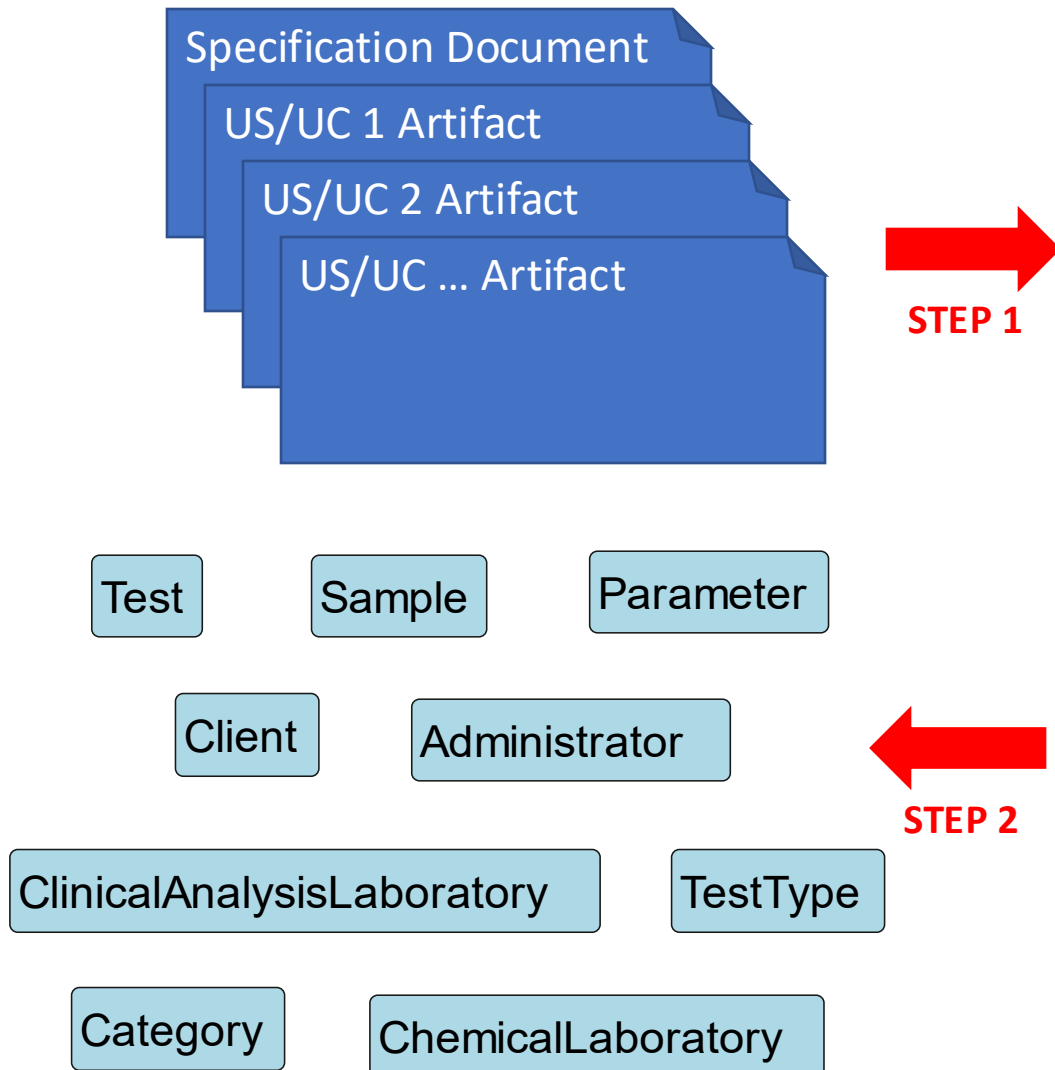 Specification Document
US/UC 1 Artifact
US/UC 2 Artifact
US/UC ... Artifact
STEP 1
Test
Sample
Parameter
Client
Administrator
STEP 2
ClinicalAnalysisLaboratory
TestType
Category
ChemicalLaboratory